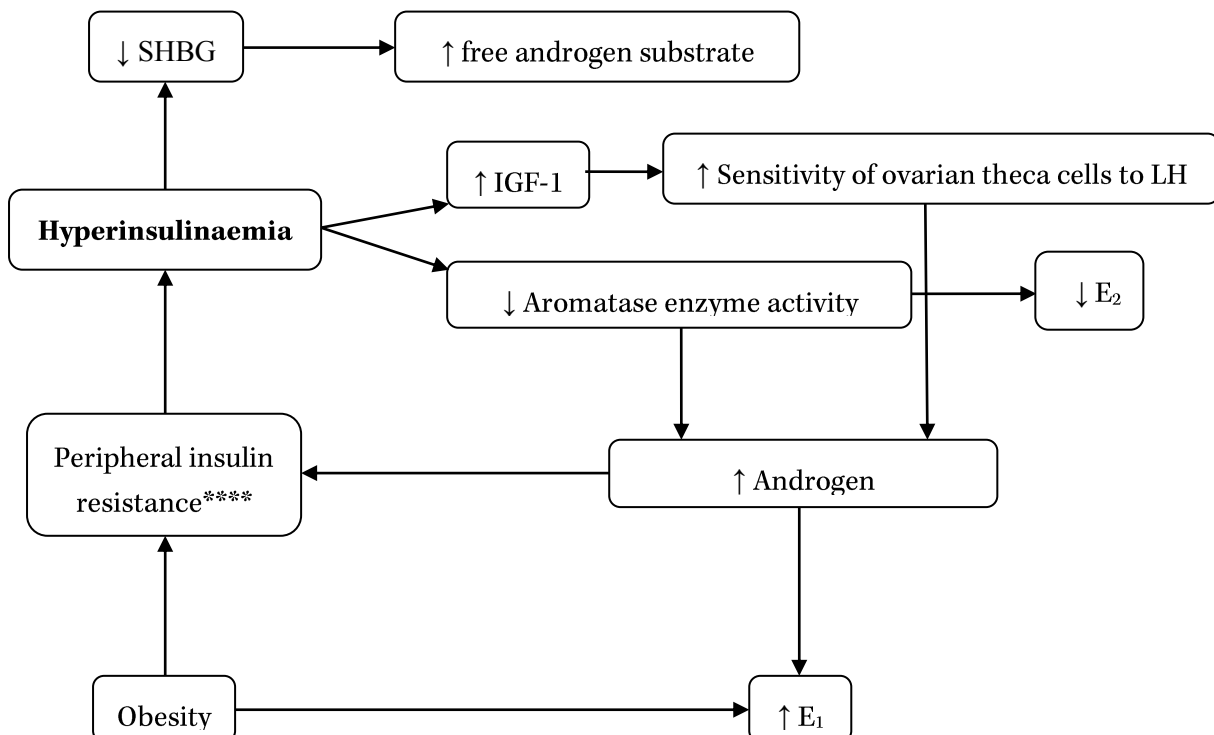 ↓ SHBG
↑ free androgen substrate
↑ IGF-1
↑ Sensitivity of ovarian theca cells to LH
Hyperinsulinaemia
↓ Aromatase enzyme activity
↓ E₂
Peripheral insulin
resistance****
↑ Androgen
Obesity
↑ E₁